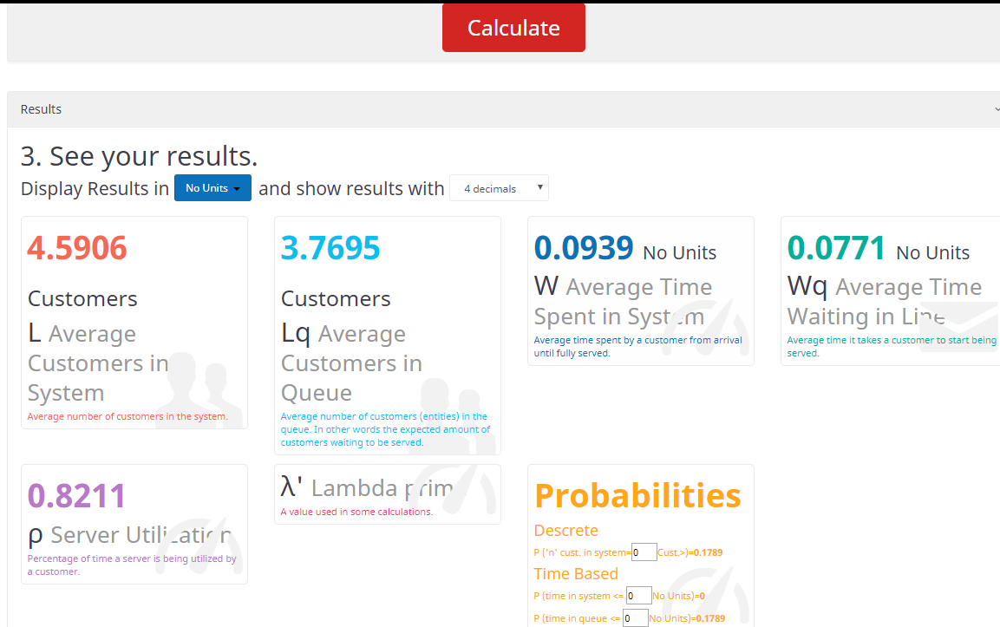 Calculate
Results
3. See your results.
Display Results in No Units and show results with 4 decimals
4.5906
Customers
L Average
Customers in
System
Average number of customers in the system.
3.7695
Customers
Lq Average
Customers in
Queue
Average number of customers (entities) in the
queue. In other words the expected amount of
customers waiting to be served.
0.0939 No Units
W Average Time
Spent in System
Average time spent by a customer from arrival
until fully served.
0.0771 No Units
Wq Average Time
Waiting in Line
Average time it takes a customer to start being
served.
0.8211
ρ Server Utilization
Percentage of time a server is being utilized by
a customer.
λ' Lambda prime
A value used in some calculations.
Probabilities
Descrete
P ('n' cust. in system= 0 Cust.>)=0.1789
Time Based
P (time in system <= 0 No Units)=0
P (time in queue <= 0 No Units)=0.1789